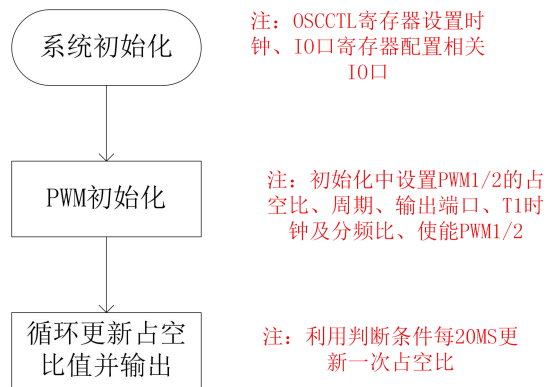 系统初始化
注：OSCCTL寄存器设置时
钟、IO口寄存器配置相关
IO口
PWM初始化
注：初始化中设置PWM1/2的占
空比、周期、输出端口、T1时
钟及分频比、使能PWM1/2
循环更新占空
比值并输出
注：利用判断条件每20MS更
新一次占空比